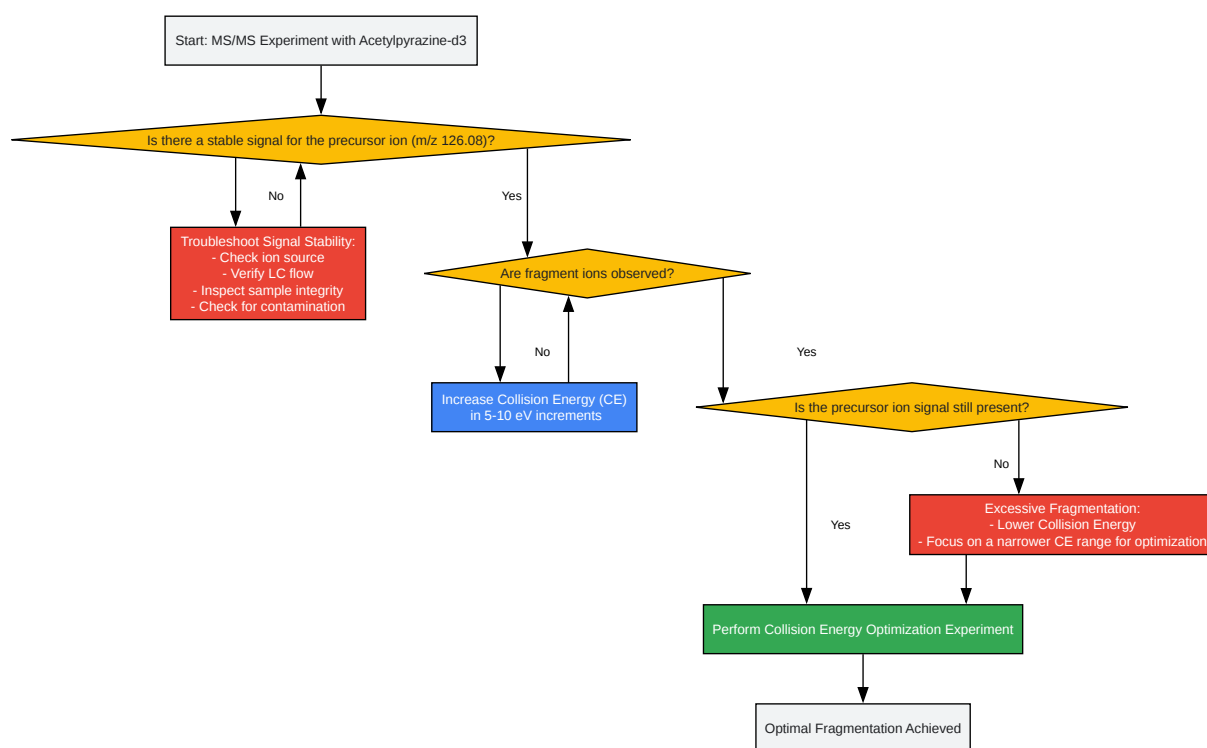 Start: MS/MS Experiment with Acetylpyrazine-d3
Is there a stable signal for the precursor ion (m/z 126.08)?
No
Yes
Troubleshoot Signal Stability:
- Check ion source
- Verify LC flow
- Inspect sample integrity
- Check for contamination
Are fragment ions observed?
No
Yes
Increase Collision Energy (CE)
in 5-10 eV increments
Is the precursor ion signal still present?
No
Yes
Excessive Fragmentation:
- Lower Collision Energy
- Focus on a narrower CE range for optimization
Perform Collision Energy Optimization Experiment
Optimal Fragmentation Achieved